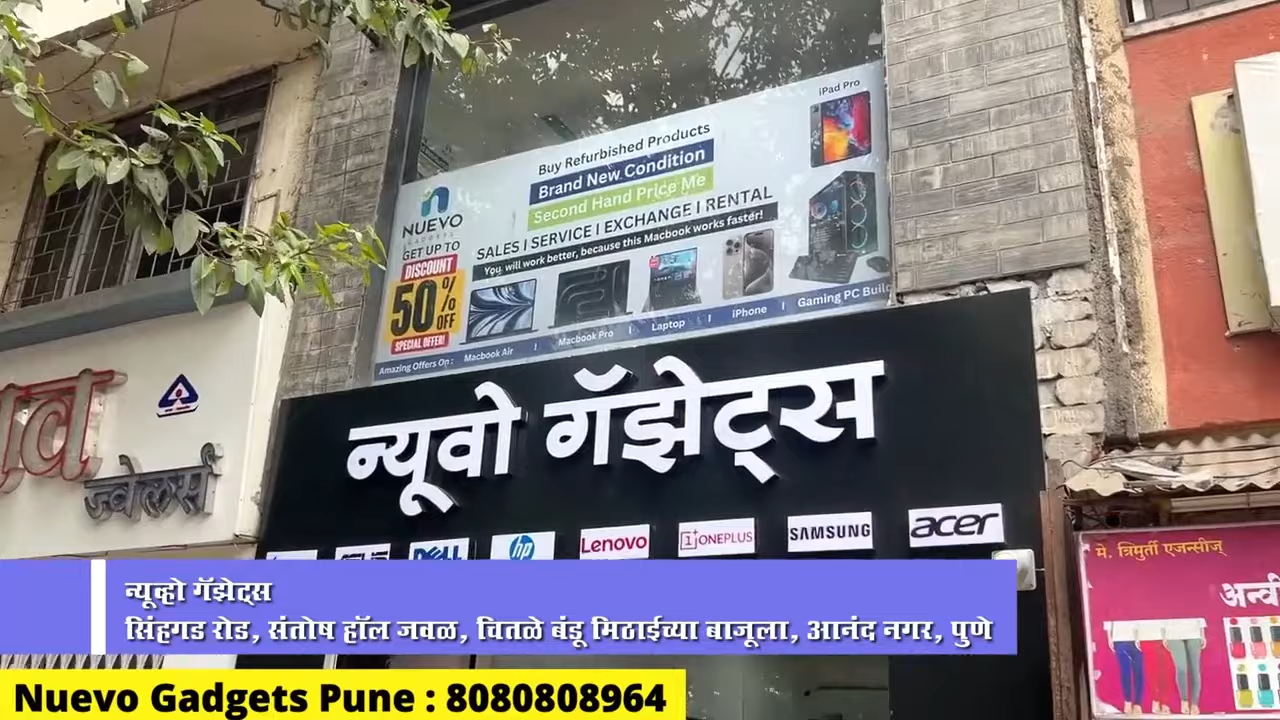 iPad Pro
Buy Refurbished Products
Brand New Condition
Second Hand Price Me
NUEVO
GADGETS
SALES I SERVICE I EXCHANGE I RENTAL
You will work better, because this Macbook works faster!
GET UP TO
DISCOUNT
50% OFF
SPECIAL OFFER!
Amazing Offers On : Macbook Air I Macbook Pro I Laptop I iPhone I Gaming PC Build
न्यूवो गॅझेट्स
ज्वेलर्स
DELL
hp
Lenovo
1+ ONEPLUS
SAMSUNG
acer
मे. त्रिमुर्ती एजन्सीज्
न्यूव्हो गॅझेट्स
सिंहगड रोड, संतोष हॉल जवळ, चितळे बंडू मिठाईच्या बाजूला, आनंद नगर, पुणे
Nuevo Gadgets Pune : 8080808964